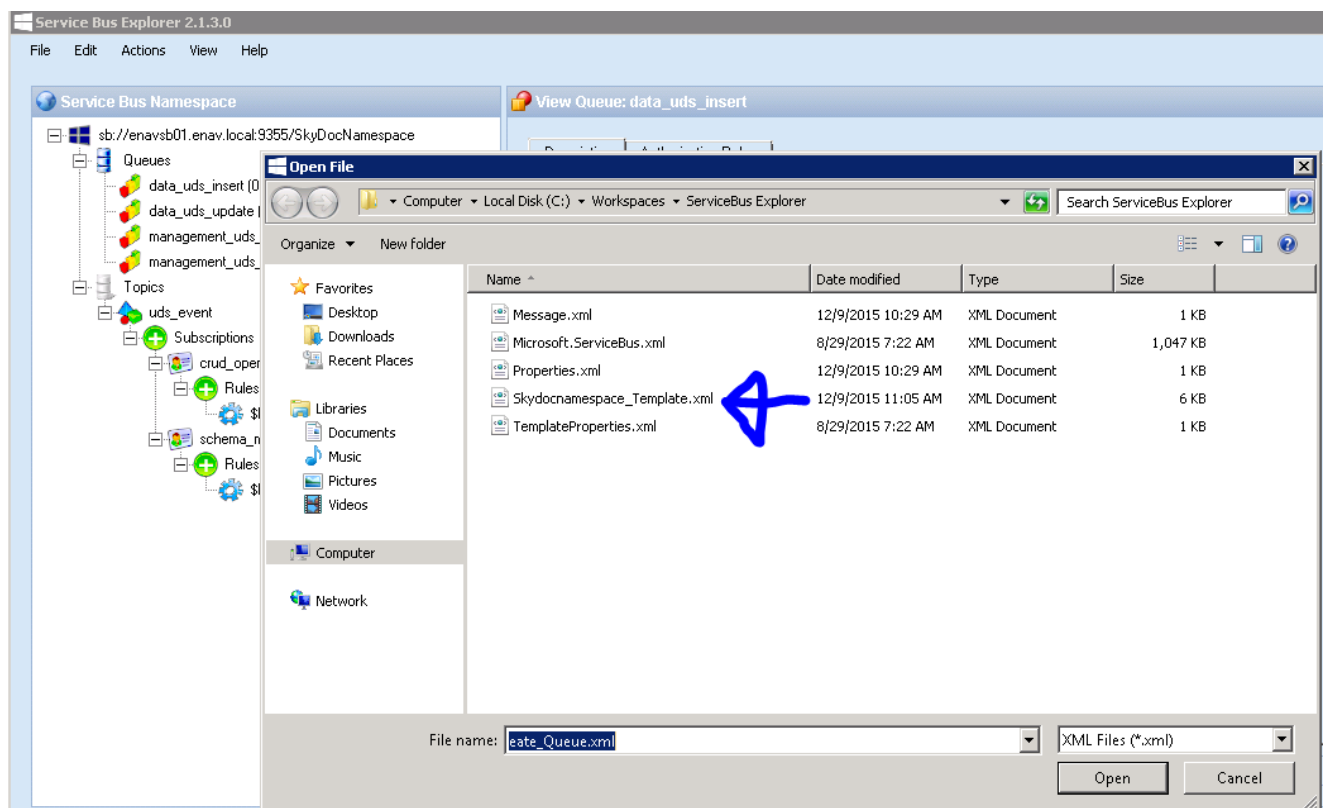 Service Bus Explorer 2.1.3.0
File Edit Actions View Help
Service Bus Namespace
View Queue: data_uds_insert
sb://enavsb01.enav.local:9355/SkyDocNamespace
Queues
data_uds_insert (0
data_uds_update (
management_uds_
management_uds_
Topics
uds_event
Subscriptions
crud_oper
Rules
schema_n
Rules
Open File
Computer Local Disk (C:) Workspaces ServiceBus Explorer
Search ServiceBus Explorer
Organize New folder
Favorites
Desktop
Downloads
Recent Places
Libraries
Documents
Music
Pictures
Videos
Computer
Network
Name Date modified Type Size
Message.xml 12/9/2015 10:29 AM XML Document 1 KB
Microsoft.ServiceBus.xml 8/29/2015 7:22 AM XML Document 1,047 KB
Properties.xml 12/9/2015 10:29 AM XML Document 1 KB
Skydocnamespace_Template.xml 12/9/2015 11:05 AM XML Document 6 KB
TemplateProperties.xml 8/29/2015 7:22 AM XML Document 1 KB
File name: eate_Queue.xml XML Files (*.xml)
Open Cancel